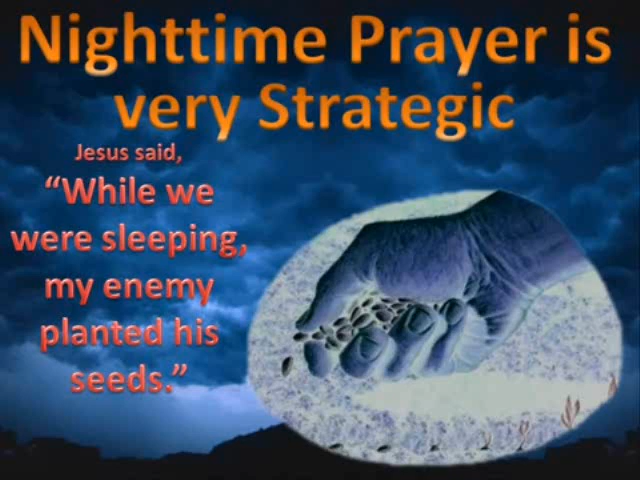 Nighttime Prayer is
very Strategic
Jesus said,
“While we
were sleeping,
my enemy
planted his
seeds.”